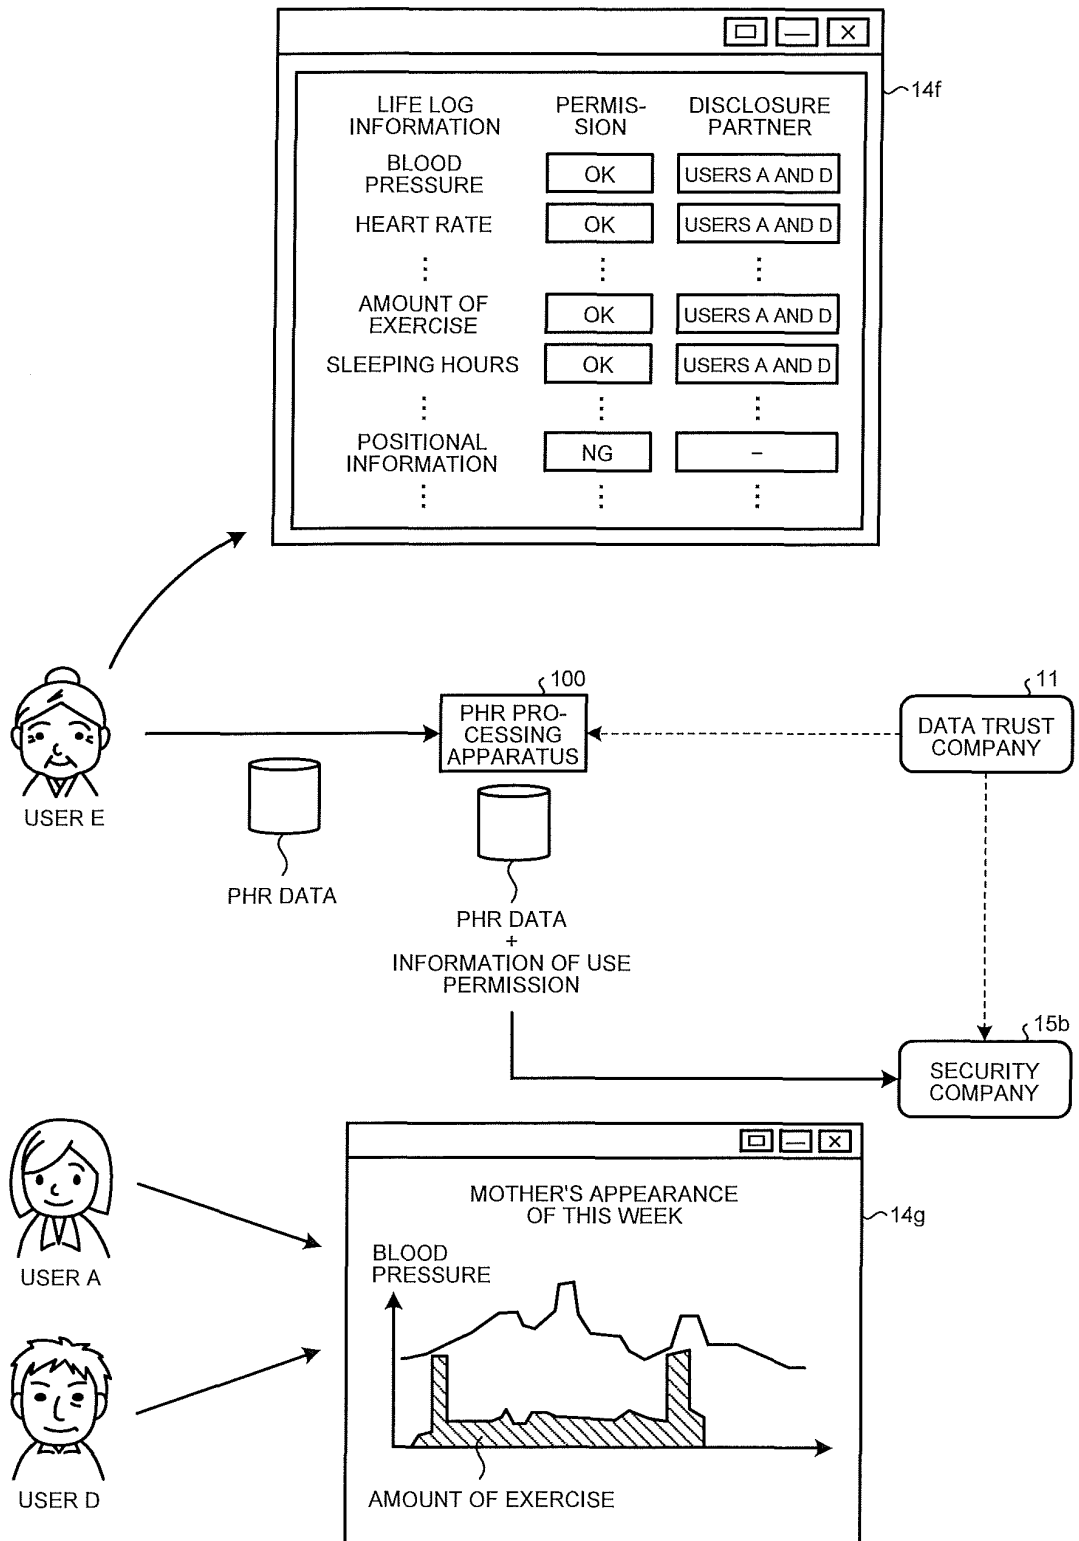 14f
LIFE LOG INFORMATION PERMIS-SION DISCLOSURE PARTNER
BLOOD PRESSURE OK USERS A AND D
HEART RATE OK USERS A AND D
AMOUNT OF EXERCISE OK USERS A AND D
SLEEPING HOURS OK USERS A AND D
POSITIONAL INFORMATION NG –
USER E
PHR DATA
100
PHR PRO-
CESSING
APPARATUS
PHR DATA
+
INFORMATION OF USE
PERMISSION
11
DATA TRUST
COMPANY
15b
SECURITY
COMPANY
USER A
USER D
14g
MOTHER'S APPEARANCE
OF THIS WEEK
BLOOD
PRESSURE
AMOUNT OF EXERCISE